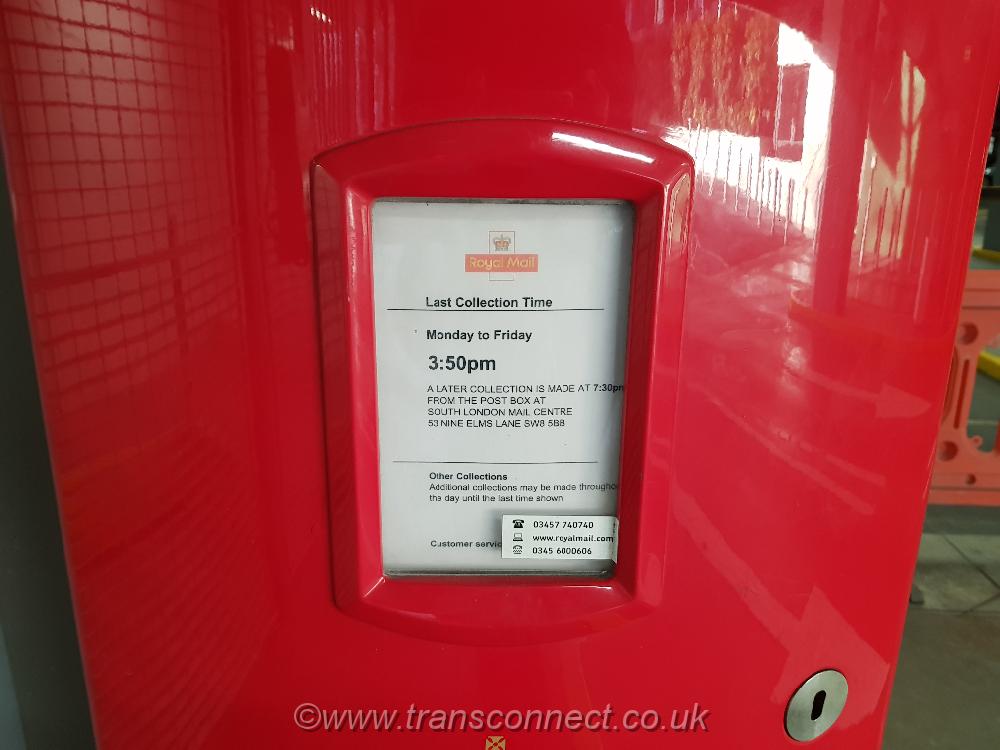 Royal Mail
Last Collection Time
Monday to Friday
3:50pm
A LATER COLLECTION IS MADE AT 7:30pm
FROM THE POST BOX AT
SOUTH LONDON MAIL CENTRE
53 NINE ELMS LANE SW8 5BB
Other Collections
Additional collections may be made throughou
the day until the last time shown
03457 740740
www.royalmail.com
Customer servic
0345 6000606
©www.transconnect.co.uk